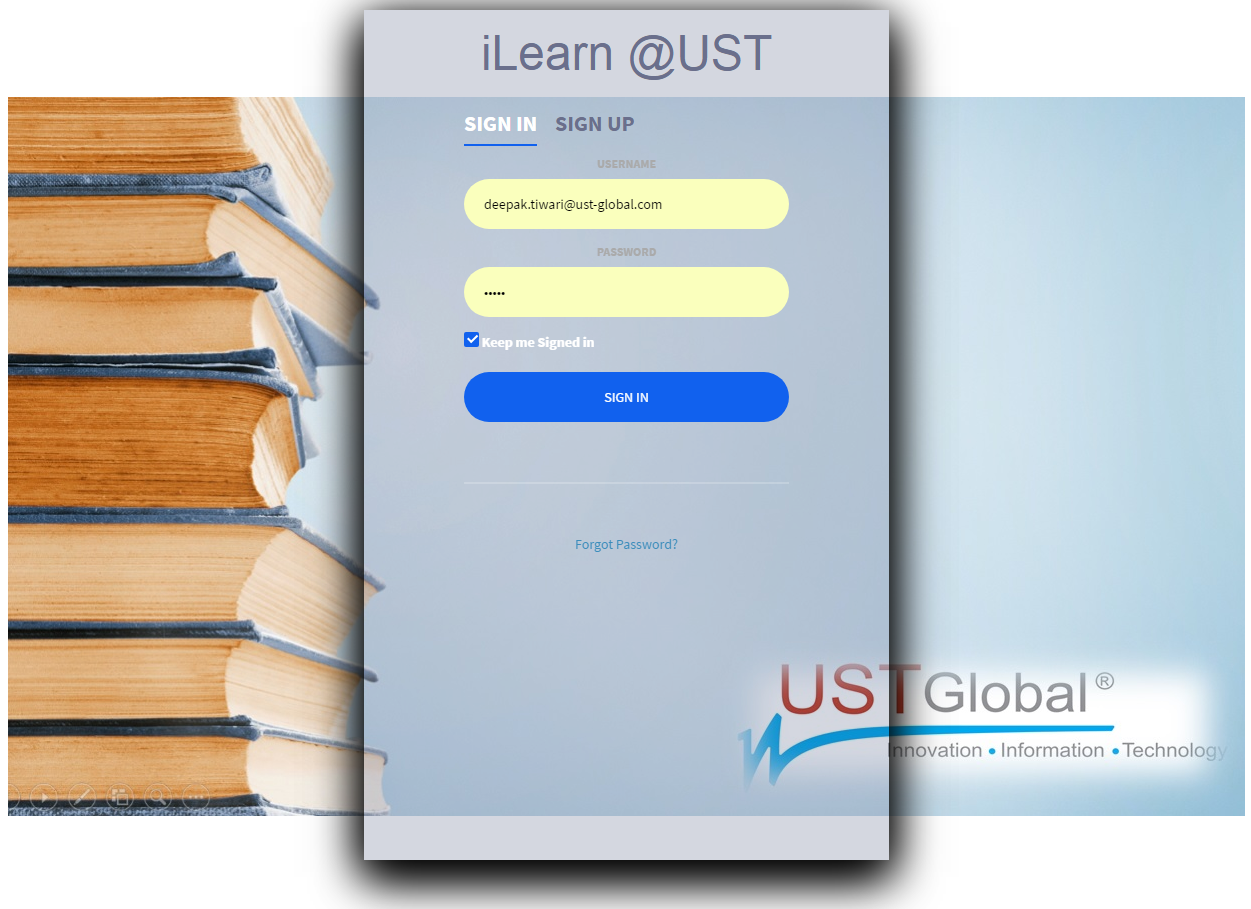 iLearn @UST
SIGN IN SIGN UP
USERNAME
deepak.tiwari@ust-global.com
PASSWORD
•••••
Keep me Signed in
SIGN IN
Forgot Password?
USTGlobal®
Innovation • Information • Technology